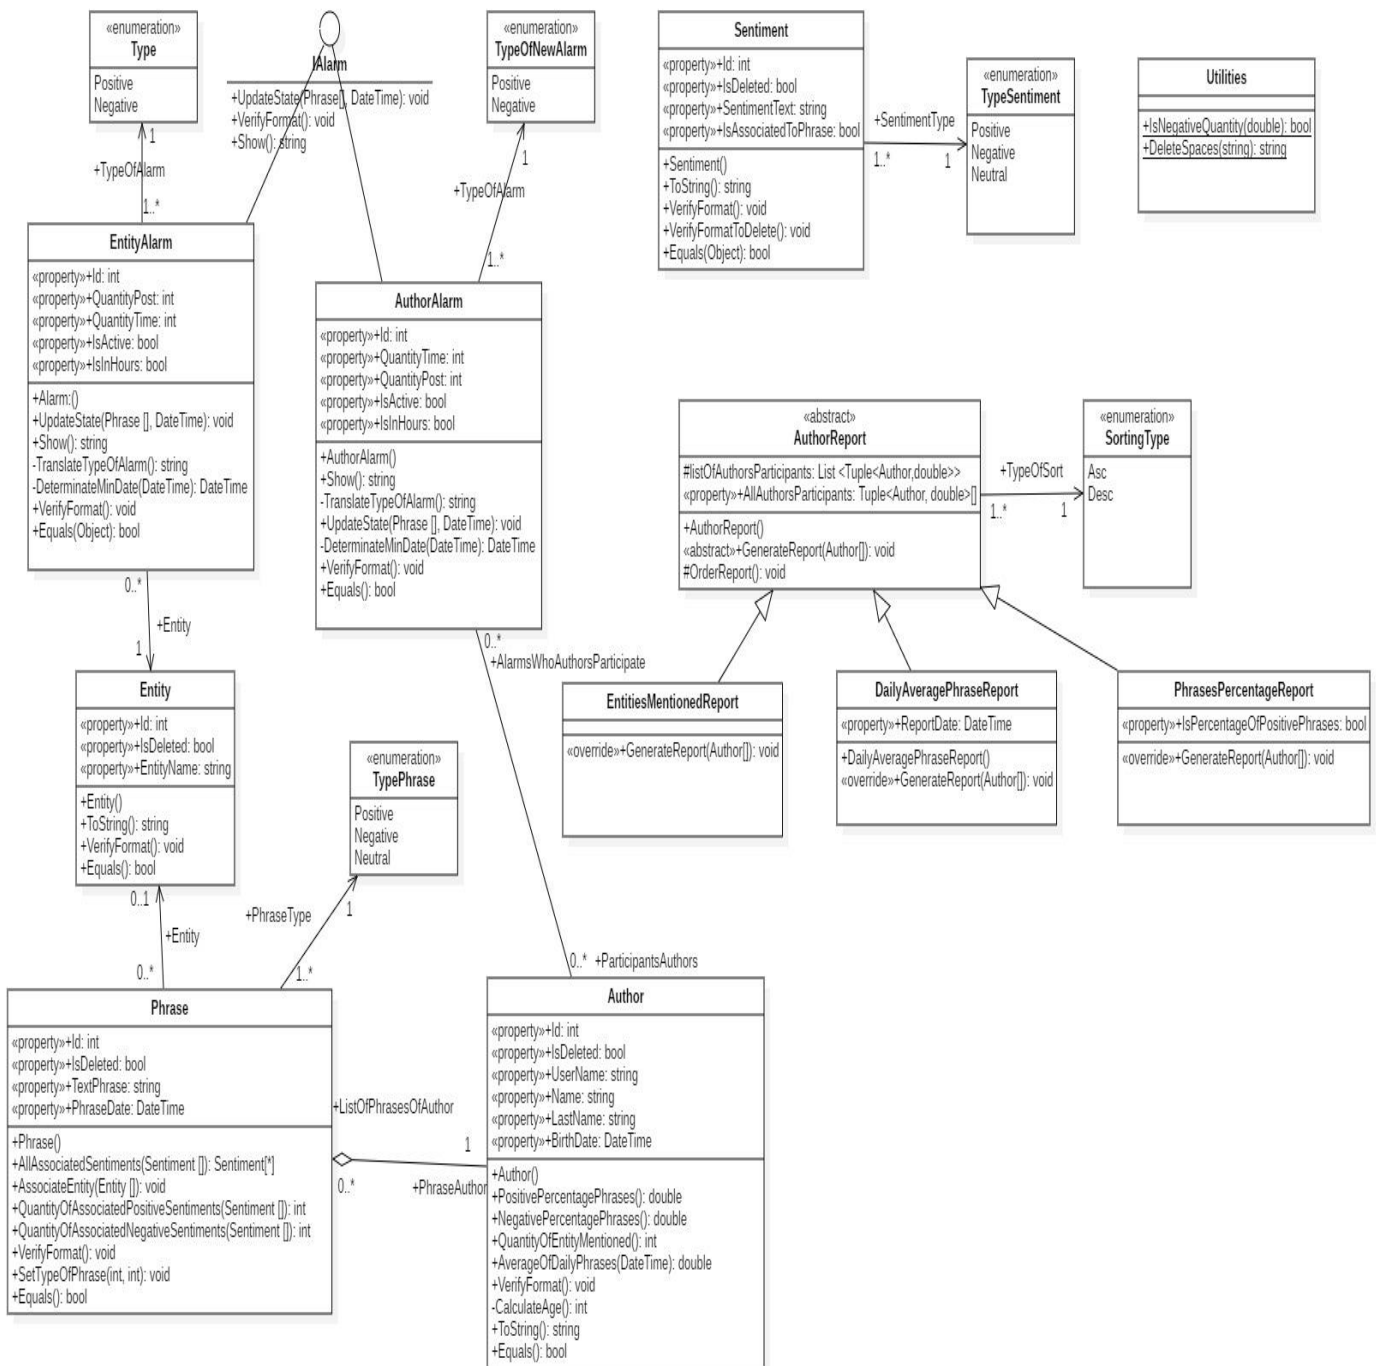 «enumeration»
Type
Positive
Negative
1
+TypeOfAlarm
1..*
IAlarm
+UpdateState(Phrase[], DateTime): void
+VerifyFormat(): void
+Show(): string
«enumeration»
TypeOfNewAlarm
Positive
Negative
1
+TypeOfAlarm
1..*
Sentiment
«property»+Id: int
«property»+IsDeleted: bool
«property»+SentimentText: string
«property»+IsAssociatedToPhrase: bool
+Sentiment()
+ToString(): string
+VerifyFormat(): void
+VerifyFormatToDelete(): void
+Equals(Object): bool
+SentimentType
1..*
1
«enumeration»
TypeSentiment
Positive
Negative
Neutral
Utilities
+IsNegativeQuantity(double): bool
+DeleteSpaces(string): string
EntityAlarm
«property»+Id: int
«property»+QuantityPost: int
«property»+QuantityTime: int
«property»+IsActive: bool
«property»+IsInHours: bool
+Alarm:()
+UpdateState(Phrase [], DateTime): void
+Show(): string
-TranslateTypeOfAlarm(): string
-DeterminateMinDate(DateTime): DateTime
+VerifyFormat(): void
+Equals(Object): bool
0..*
+Entity
1
AuthorAlarm
«property»+Id: int
«property»+QuantityTime: int
«property»+QuantityPost: int
«property»+IsActive: bool
«property»+IsInHours: bool
+AuthorAlarm()
+Show(): string
-TranslateTypeOfAlarm(): string
+UpdateState(Phrase [], DateTime): void
-DeterminateMinDate(DateTime): DateTime
+VerifyFormat(): void
+Equals(): bool
0..*
+AlarmsWhoAuthorsParticipate
«abstract»
AuthorReport
#listOfAuthorsParticipants: List <Tuple<Author,double>>
«property»+AllAuthorsParticipants: Tuple<Author, double>[]
+AuthorReport()
«abstract»+GenerateReport(Author[]): void
#OrderReport(): void
+TypeOfSort
1..*
1
«enumeration»
SortingType
Asc
Desc
EntitiesMentionedReport
«override»+GenerateReport(Author[]): void
DailyAveragePhraseReport
«property»+ReportDate: DateTime
+DailyAveragePhraseReport()
«override»+GenerateReport(Author[]): void
PhrasesPercentageReport
«property»+IsPercentageOfPositivePhrases: bool
«override»+GenerateReport(Author[]): void
Entity
«property»+Id: int
«property»+IsDeleted: bool
«property»+EntityName: string
+Entity()
+ToString(): string
+VerifyFormat(): void
+Equals(): bool
0..1
+Entity
0..*
«enumeration»
TypePhrase
Positive
Negative
Neutral
+PhraseType
1
1..*
0..* +ParticipantsAuthors
Phrase
«property»+Id: int
«property»+IsDeleted: bool
«property»+TextPhrase: string
«property»+PhraseDate: DateTime
+Phrase()
+AllAssociatedSentiments(Sentiment []): Sentiment[*]
+AssociateEntity(Entity []): void
+QuantityOfAssociatedPositiveSentiments(Sentiment []): int
+QuantityOfAssociatedNegativeSentiments(Sentiment []): int
+VerifyFormat(): void
+SetTypeOfPhrase(int, int): void
+Equals(): bool
+ListOfPhrasesOfAuthor
1
0..*
+PhraseAuthor
Author
«property»+Id: int
«property»+IsDeleted: bool
«property»+UserName: string
«property»+Name: string
«property»+LastName: string
«property»+BirthDate: DateTime
+Author()
+PositivePercentagePhrases(): double
+NegativePercentagePhrases(): double
+QuantityOfEntityMentioned(): int
+AverageOfDailyPhrases(DateTime): double
+VerifyFormat(): void
-CalculateAge(): int
+ToString(): string
+Equals(): bool